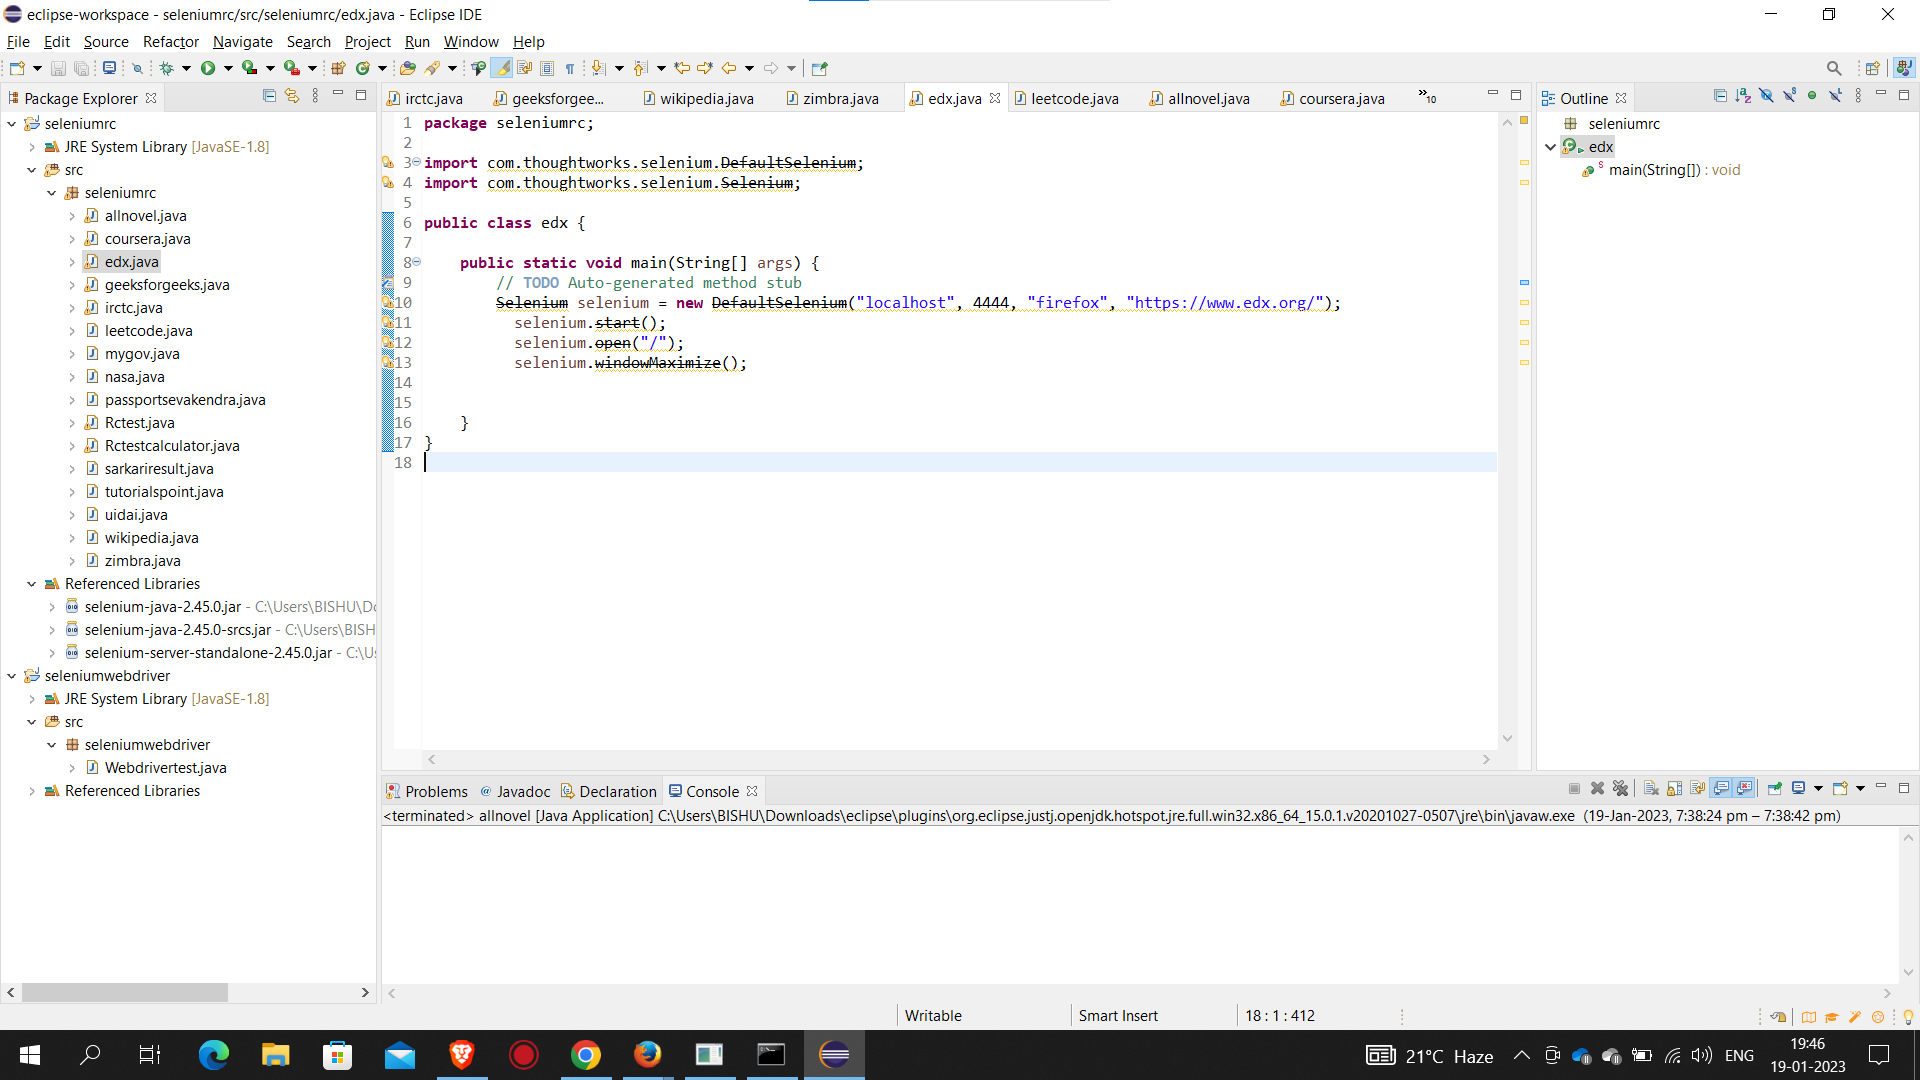 eclipse-workspace - seleniumrc/src/seleniumrc/edx.java - Eclipse IDE
File Edit Source Refactor Navigate Search Project Run Window Help
Package Explorer
seleniumrc
JRE System Library [JavaSE-1.8]
src
seleniumrc
allnovel.java
coursera.java
edx.java
geeksforgeeks.java
irctc.java
leetcode.java
mygov.java
nasa.java
passportsevakendra.java
Rctest.java
Rctestcalculator.java
sarkariresult.java
tutorialspoint.java
uidai.java
wikipedia.java
zimbra.java
Referenced Libraries
selenium-java-2.45.0.jar - C:\Users\BISHU\Do
selenium-java-2.45.0-srcs.jar - C:\Users\BISH
selenium-server-standalone-2.45.0.jar - C:\Us
seleniumwebdriver
JRE System Library [JavaSE-1.8]
src
seleniumwebdriver
Webdrivertest.java
Referenced Libraries
irctc.java geeksforgee... wikipedia.java zimbra.java edx.java leetcode.java allnovel.java coursera.java »10
1 package seleniumrc;
2
3 import com.thoughtworks.selenium.DefaultSelenium;
4 import com.thoughtworks.selenium.Selenium;
5
6 public class edx {
7
8 public static void main(String[] args) {
9 // TODO Auto-generated method stub
10 Selenium selenium = new DefaultSelenium("localhost", 4444, "firefox", "https://www.edx.org/");
11 selenium.start();
12 selenium.open("/");
13 selenium.windowMaximize();
14
15
16 }
17 }
18
Outline
seleniumrc
edx
main(String[]) : void
Problems Javadoc Declaration Console
<terminated> allnovel [Java Application] C:\Users\BISHU\Downloads\eclipse\plugins\org.eclipse.justj.openjdk.hotspot.jre.full.win32.x86_64_15.0.1.v20201027-0507\jre\bin\javaw.exe (19-Jan-2023, 7:38:24 pm – 7:38:42 pm)
Writable Smart Insert 18 : 1 : 412
21°C Haze ENG 19:46
19-01-2023